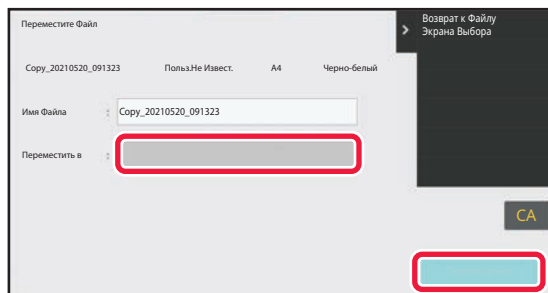 Переместите Файл
Возврат к Файлу
Экрана Выбора
Copy_20210520_091323 Польз.Не Извест. A4 Черно-белый
Имя Файла : Copy_20210520_091323
Переместить в :
CA